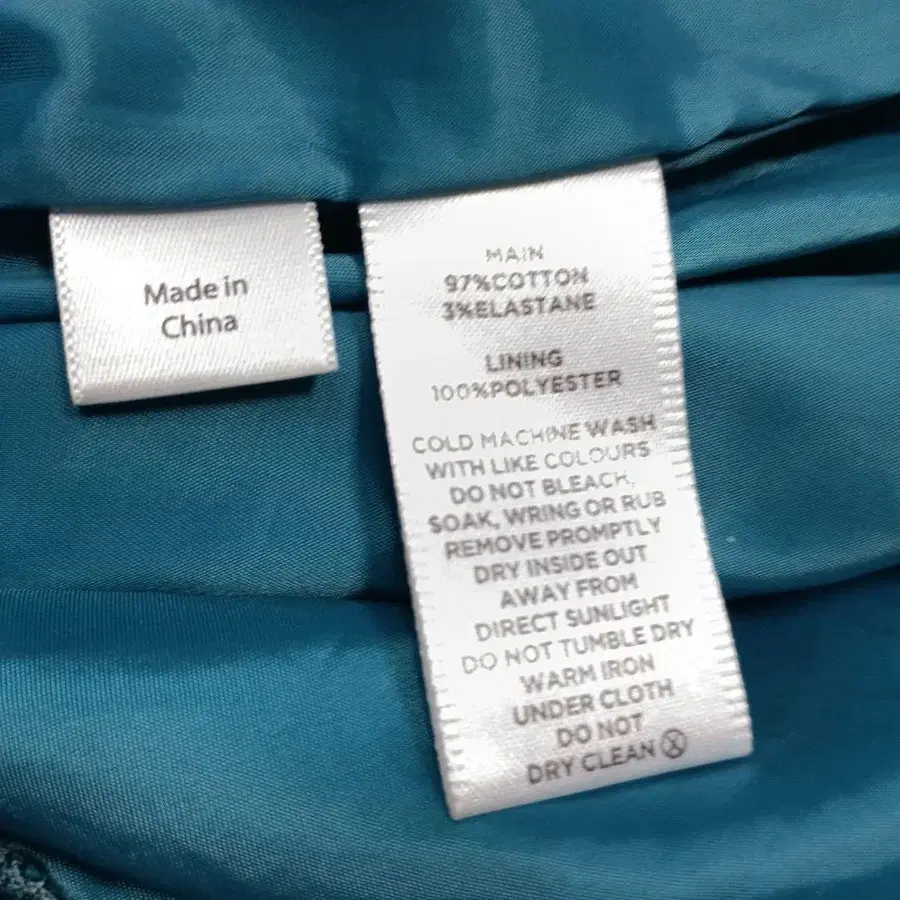 Made in
China
MAIN
97%COTTON
3%ELASTANE
LINING
100%POLYESTER
COLD MACHINE WASH
WITH LIKE COLOURS
DO NOT BLEACH,
SOAK, WRING OR RUB
REMOVE PROMPTLY
DRY INSIDE OUT
AWAY FROM
DIRECT SUNLIGHT
DO NOT TUMBLE DRY
WARM IRON
UNDER CLOTH
DO NOT
DRY CLEAN